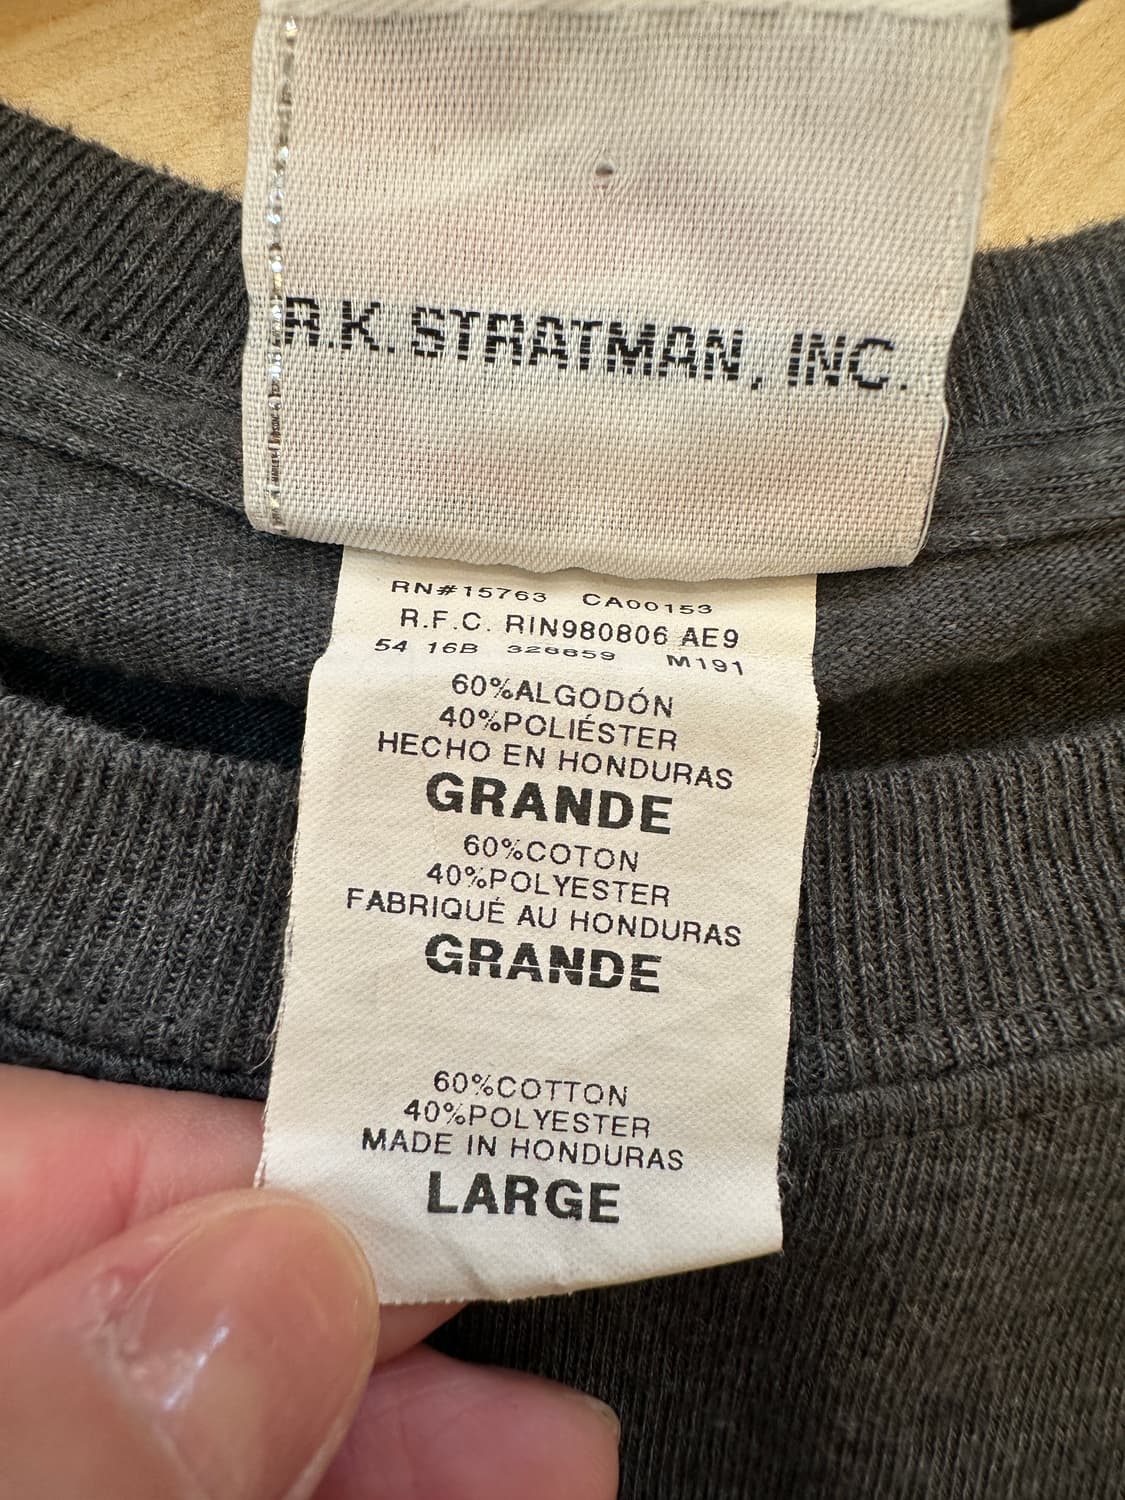 R.K. STRATMAN, INC.
RN#15763 CA00153
R.F.C. RIN980806 AE9
54 16B 328859 M191
60%ALGODÓN
40%POLIÉSTER
HECHO EN HONDURAS
GRANDE
60%COTON
40%POLYESTER
FABRIQUÉ AU HONDURAS
GRANDE
60%COTTON
40%POLYESTER
MADE IN HONDURAS
LARGE